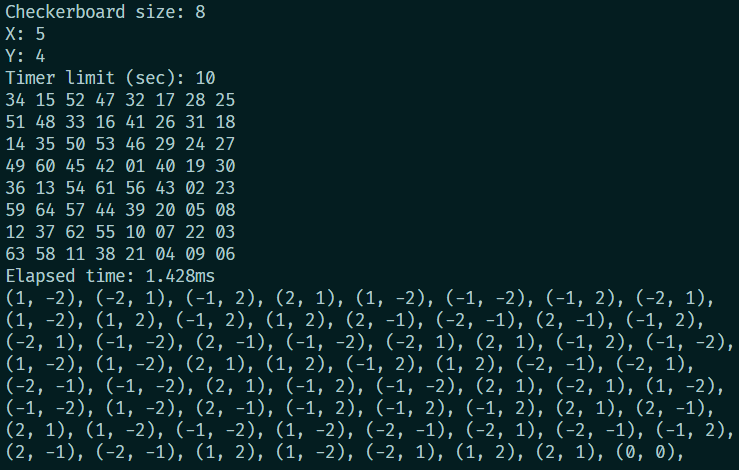 Checkerboard size: 8
X: 5
Y: 4
Timer limit (sec): 10
34 15 52 47 32 17 28 25
51 48 33 16 41 26 31 18
14 35 50 53 46 29 24 27
49 60 45 42 01 40 19 30
36 13 54 61 56 43 02 23
59 64 57 44 39 20 05 08
12 37 62 55 10 07 22 03
63 58 11 38 21 04 09 06
Elapsed time: 1.428ms
(1, -2), (-2, 1), (-1, 2), (2, 1), (1, -2), (-1, -2), (-1, 2), (-2, 1),
(1, -2), (1, 2), (-1, 2), (1, 2), (2, -1), (-2, -1), (2, -1), (-1, 2),
(-2, 1), (-1, -2), (2, -1), (-1, -2), (-2, 1), (2, 1), (-1, 2), (-1, -2),
(1, -2), (1, -2), (2, 1), (1, 2), (-1, 2), (1, 2), (-2, -1), (-2, 1),
(-2, -1), (-1, -2), (2, 1), (-1, 2), (-1, -2), (2, 1), (-2, 1), (1, -2),
(-1, -2), (1, -2), (2, -1), (-1, 2), (-1, 2), (-1, 2), (2, 1), (2, -1),
(2, 1), (1, -2), (-1, -2), (1, -2), (-2, -1), (-2, 1), (-2, -1), (-1, 2),
(2, -1), (-2, -1), (1, 2), (1, -2), (-2, 1), (1, 2), (2, 1), (0, 0),